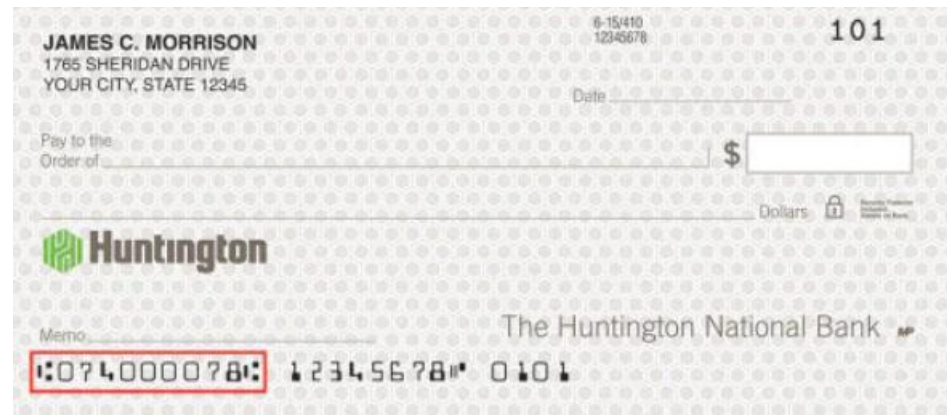 JAMES C. MORRISON
1765 SHERIDAN DRIVE
YOUR CITY, STATE 12345
6-15/410
12345678
101
Date
Pay to the
Order of
$
Dollars
Huntington
The Huntington National Bank
Memo
MP
⑆074000078⑆ 12345678⑈ 0101